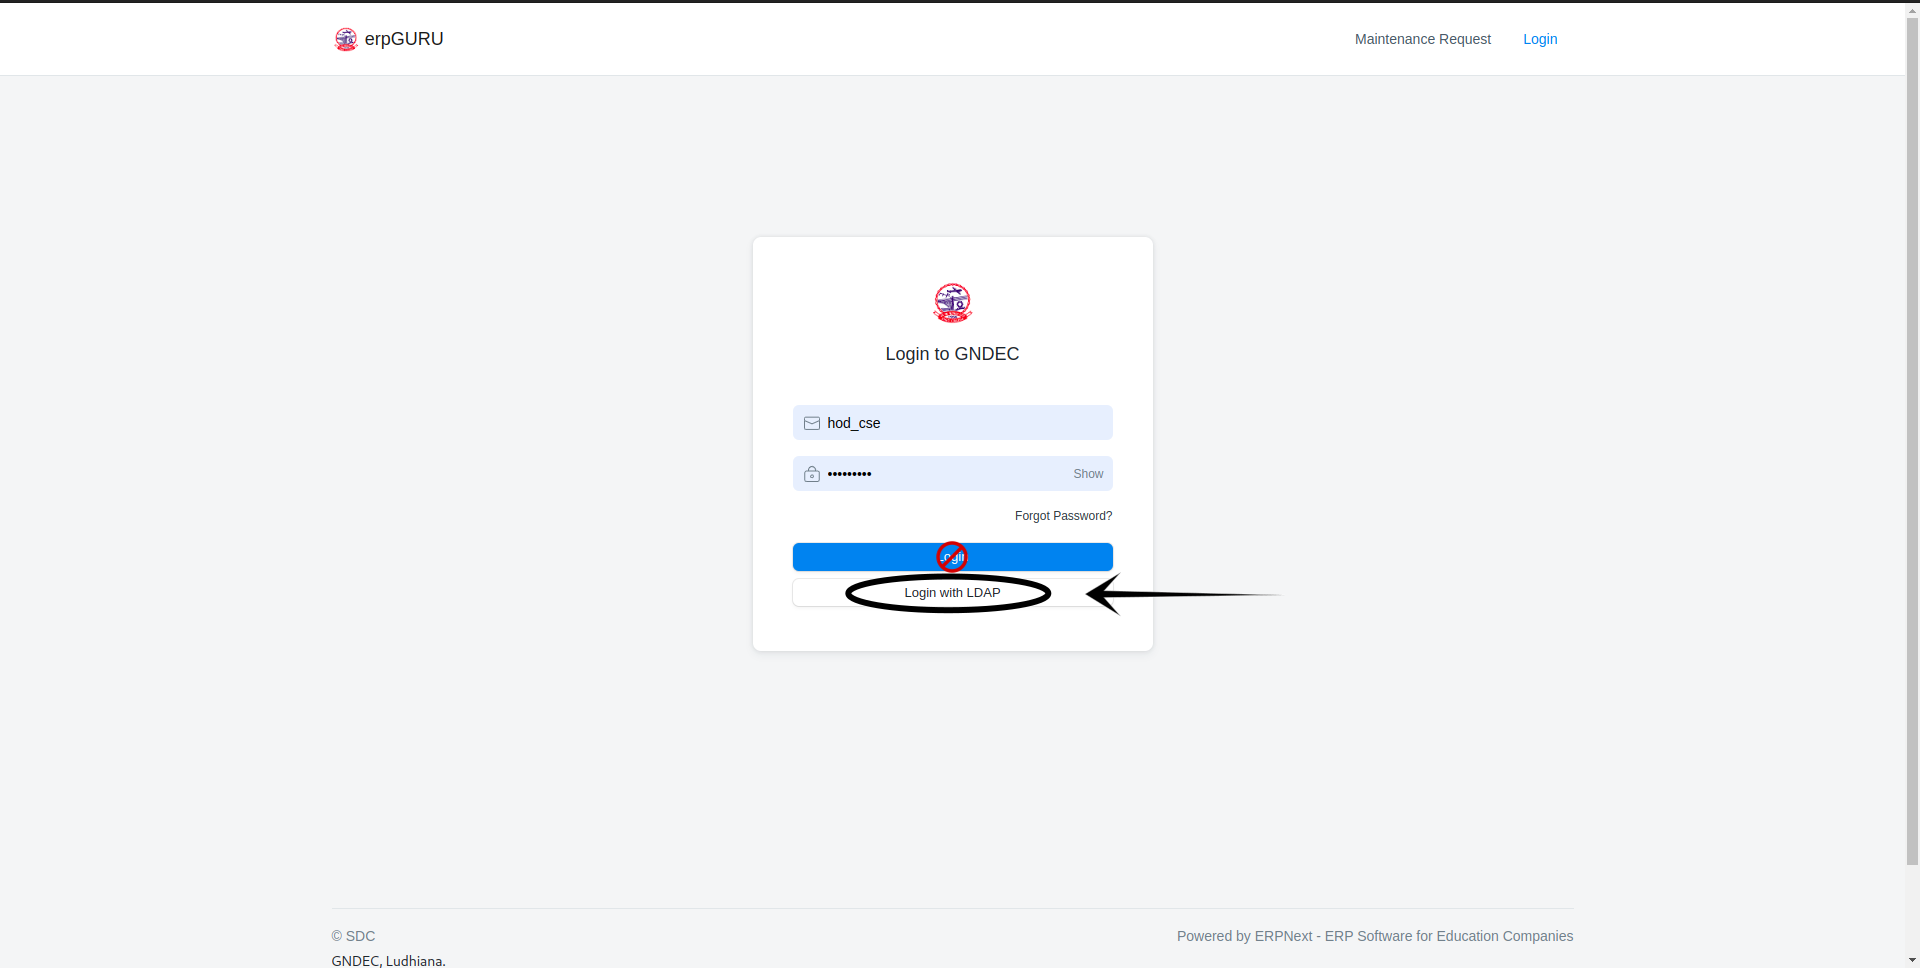 erpGURU
Maintenance Request
Login
Login to GNDEC
hod_cse
•••••••••
Show
Forgot Password?
Login
Login with LDAP
© SDC
Powered by ERPNext - ERP Software for Education Companies
GNDEC, Ludhiana.